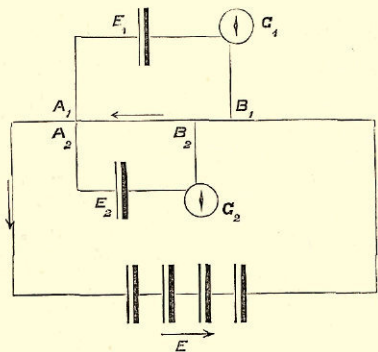 E₁ G₁
A₁ B₁
A₂ B₂
E₂ G₂
E